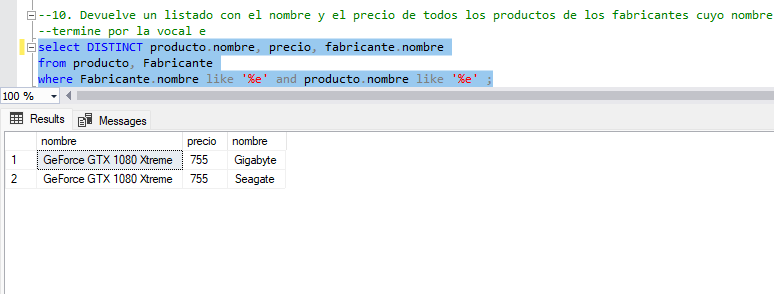 --10. Devuelve un listado con el nombre y el precio de todos los productos de los fabricantes cuyo nombre
--termine por la vocal e
select DISTINCT producto.nombre, precio, fabricante.nombre
from producto, Fabricante
where Fabricante.nombre like '%e' and producto.nombre like '%e' ;
100 %
Results Messages
nombre precio nombre
1 GeForce GTX 1080 Xtreme 755 Gigabyte
2 GeForce GTX 1080 Xtreme 755 Seagate